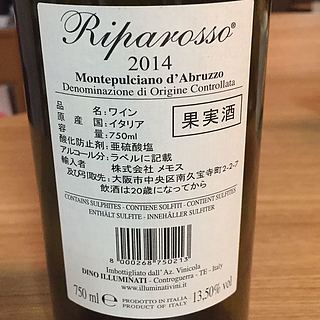 Riparosso®
2014
Montepulciano d'Abruzzo
Denominazione di Origine Controllata
品名：ワイン
原産国：イタリア
容量：750ml
果実酒
酸化防止剤：亜硫酸塩
アルコール分：ラベルに記載
輸入者 株式会社 メモス
及び引取先：大阪市中央区南久宝寺町2-2-7
飲酒は20歳になってから
CONTAINS SULPHITES - CONTIENE SOLFITI - CONTIENT SULFITES
ENTHÄLT SULFITE - INNEHÅLLER SULFITER
8 000268 750213
Imbottigliato dall' Az. Vinicola
DINO ILLUMINATI - Controguerra - TE - Italy
www.illuminativini.it
750 ml e
PRODOTTO IN ITALIA
PRODUCT OF ITALY
13,50% vol